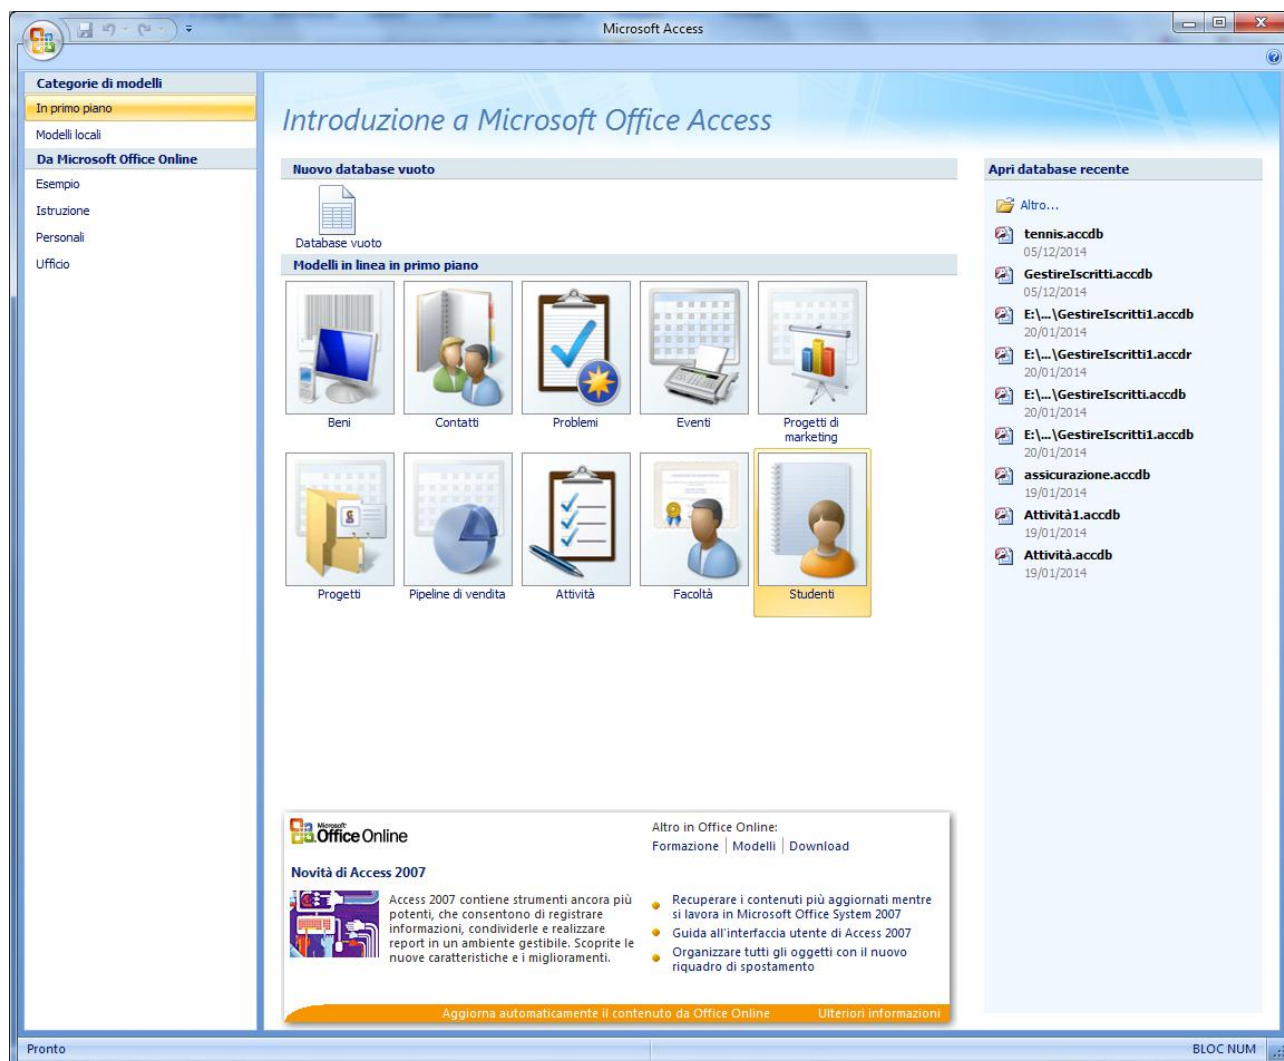 Microsoft Access
Categorie di modelli
In primo piano
Modelli locali
Da Microsoft Office Online
Esempio
Istruzione
Personali
Ufficio
Introduzione a Microsoft Office Access
Nuovo database vuoto
Database vuoto
Modelli in linea in primo piano
Beni
Contatti
Problemi
Eventi
Progetti di
marketing
Progetti
Pipeline di vendita
Attività
Facoltà
Studenti
Microsoft
Office Online
Novità di Access 2007
Access 2007 contiene strumenti ancora più
potenti, che consentono di registrare
informazioni, condividerle e realizzare
report in un ambiente gestibile. Scoprite le
nuove caratteristiche e i miglioramenti.
Altro in Office Online:
Formazione | Modelli | Download
Recuperare i contenuti più aggiornati mentre
si lavora in Microsoft Office System 2007
Guida all'interfaccia utente di Access 2007
Organizzare tutti gli oggetti con il nuovo
riquadro di spostamento
Aggiorna automaticamente il contenuto da Office Online
Ulteriori informazioni
Apri database recente
Altro...
tennis.accdb
05/12/2014
GestireIscritti.accdb
05/12/2014
E:\...\GestireIscritti1.accdb
20/01/2014
E:\...\GestireIscritti1.accdr
20/01/2014
E:\...\GestireIscritti.accdb
20/01/2014
E:\...\GestireIscritti1.accdb
20/01/2014
assicurazione.accdb
19/01/2014
Attività1.accdb
19/01/2014
Attività.accdb
19/01/2014
Pronto
BLOC NUM